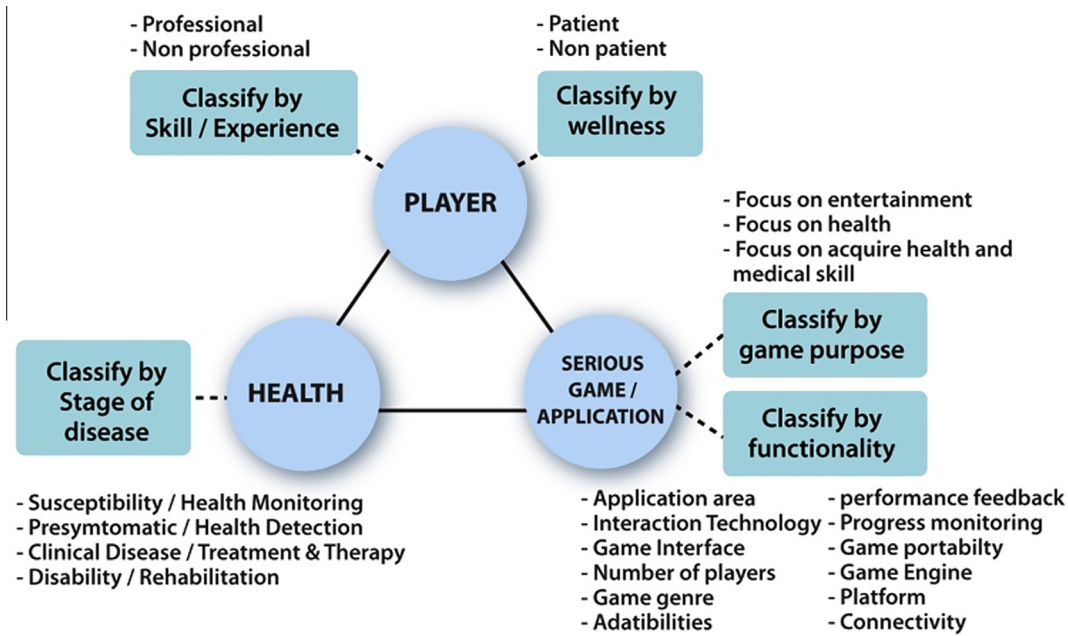 - Professional
- Non professional
Classify by
Skill / Experience
- Patient
- Non patient
Classify by
wellness
PLAYER
- Focus on entertainment
- Focus on health
- Focus on acquire health and
medical skill
Classify by
game purpose
Classify by
functionality
SERIOUS
GAME /
APPLICATION
HEALTH
Classify by
Stage of
disease
- Susceptibility / Health Monitoring
- Presymtomatic / Health Detection
- Clinical Disease / Treatment & Therapy
- Disability / Rehabilitation
- Application area
- Interaction Technology
- Game Interface
- Number of players
- Game genre
- Adatibilities
- performance feedback
- Progress monitoring
- Game portabilty
- Game Engine
- Platform
- Connectivity